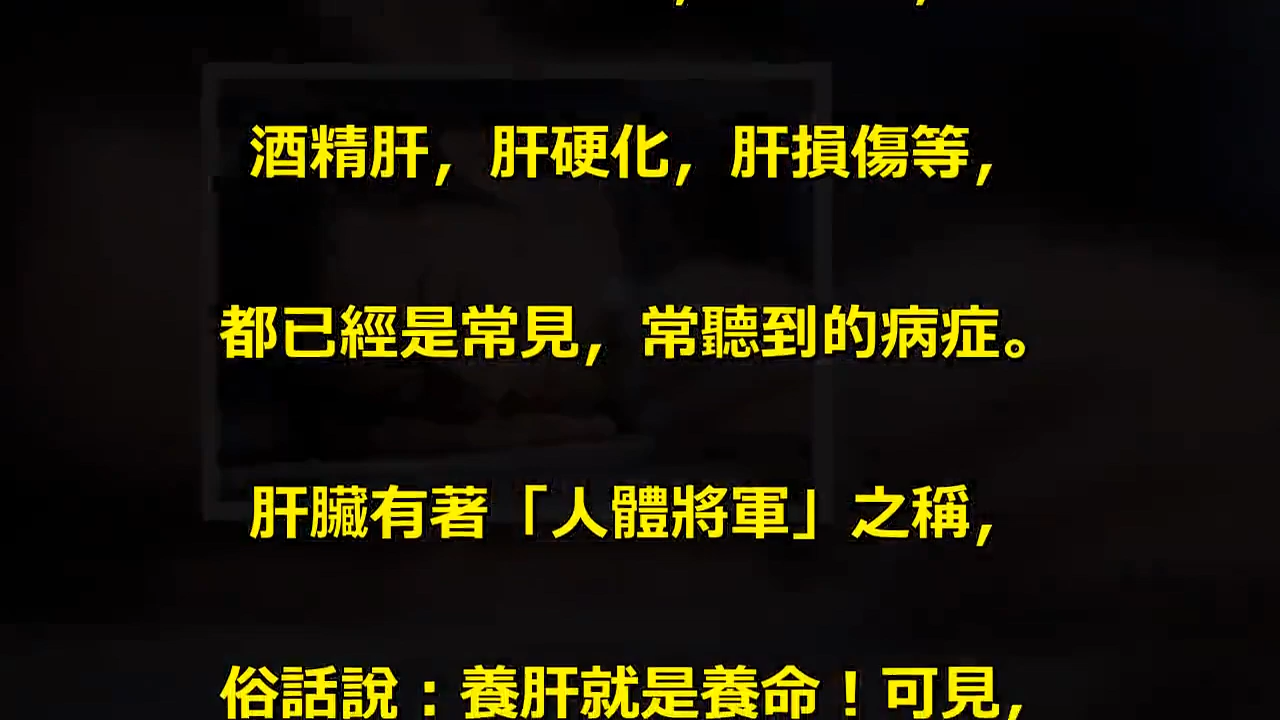 酒精肝，肝硬化，肝損傷等，
都已經是常見，常聽到的病症。
肝臟有著「人體將軍」之稱，
俗話說：養肝就是養命！可見，